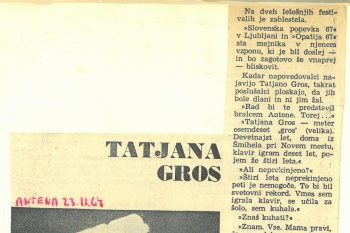 Na dveh letošnjih festi-
valih je zablestela.
»Slovenska popevka 67«
v Ljubljani in »Opatija 67«
sta mejnika v njenem
vzponu, ki je bil doslej —
in bo zagotovo še vnaprej
— bliskovit.
Kadar napovedovalci na-
javijo Tatjano Gros, takrat
poslušalci ploskajo, da jih
bole dlani in ni jim žal.
»Rad bi te predstavil
bralcem Antene. Torej ...«
»Tatjana Gros — meter
osemdeset ‚gros' (velika).
Devetnajst let, doma iz
Šmihela pri Novem mestu,
klavir igram deset let, po-
jem že štiri leta.«
»Ali neprekinjeno?«
»Štiri leta neprekinjeno
peti je nemogoče. To bi bil
svetovni rekord. Vmes sem
igrala klavir, se učila za
šolo, sem kuhala.«
»Znaš kuhati?«
»Znam. Vse. Mama pravi,
TATJANA
GROS
ANTENA 23.11.67